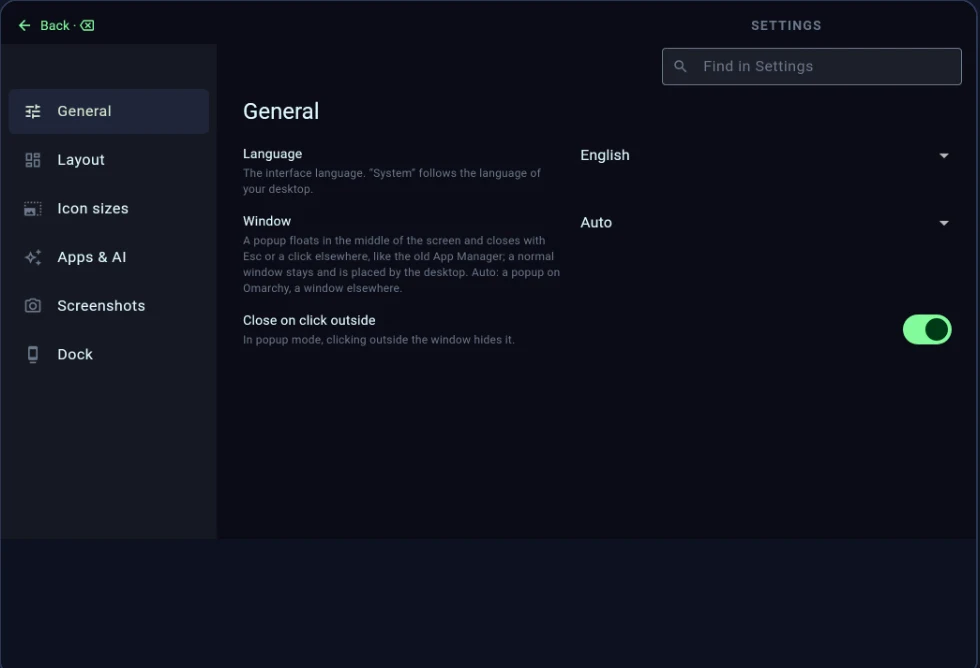 Back ·
SETTINGS
Find in Settings
General
Layout
Icon sizes
Apps & AI
Screenshots
Dock
General
Language
The interface language. "System" follows the language of
your desktop.
English
Window
A popup floats in the middle of the screen and closes with
Esc or a click elsewhere, like the old App Manager; a normal
window stays and is placed by the desktop. Auto: a popup on
Omarchy, a window elsewhere.
Auto
Close on click outside
In popup mode, clicking outside the window hides it.